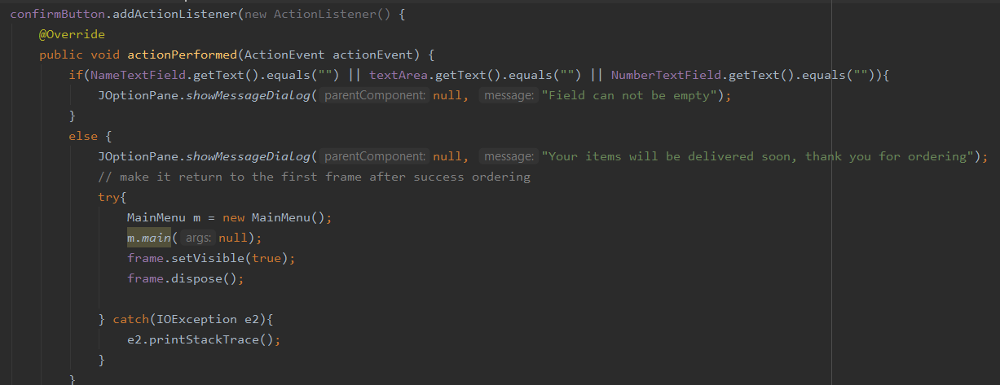 confirmButton.addActionListener(new ActionListener() {
@Override
public void actionPerformed(ActionEvent actionEvent) {
if(NameTextField.getText().equals("") || textArea.getText().equals("") || NumberTextField.getText().equals("")){
JOptionPane.showMessageDialog( parentComponent: null, message: "Field can not be empty");
}
else {
JOptionPane.showMessageDialog( parentComponent: null, message: "Your items will be delivered soon, thank you for ordering");
// make it return to the first frame after success ordering
try{
MainMenu m = new MainMenu();
m.main( args: null);
frame.setVisible(true);
frame.dispose();
} catch(IOException e2){
e2.printStackTrace();
}
}